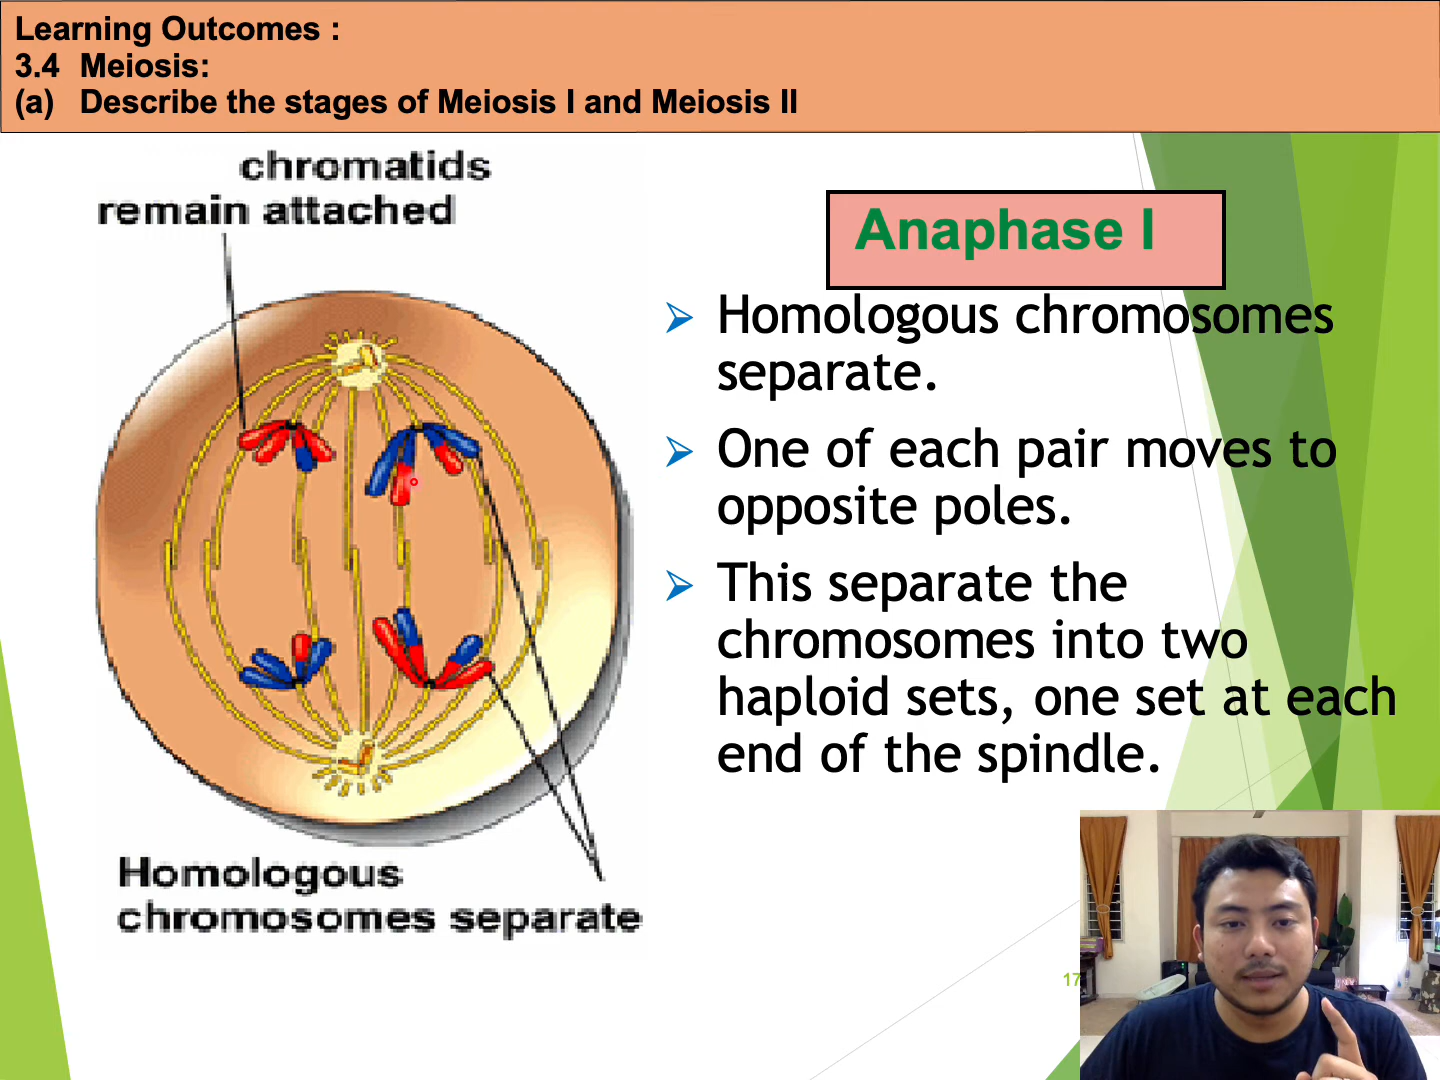 Learning Outcomes :
3.4 Meiosis:
(a) Describe the stages of Meiosis I and Meiosis II
chromatids
remain attached
Anaphase I
Homologous chromosomes
separate.
One of each pair moves to
opposite poles.
This separate the
chromosomes into two
haploid sets, one set at each
end of the spindle.
Homologous
chromosomes separate
17